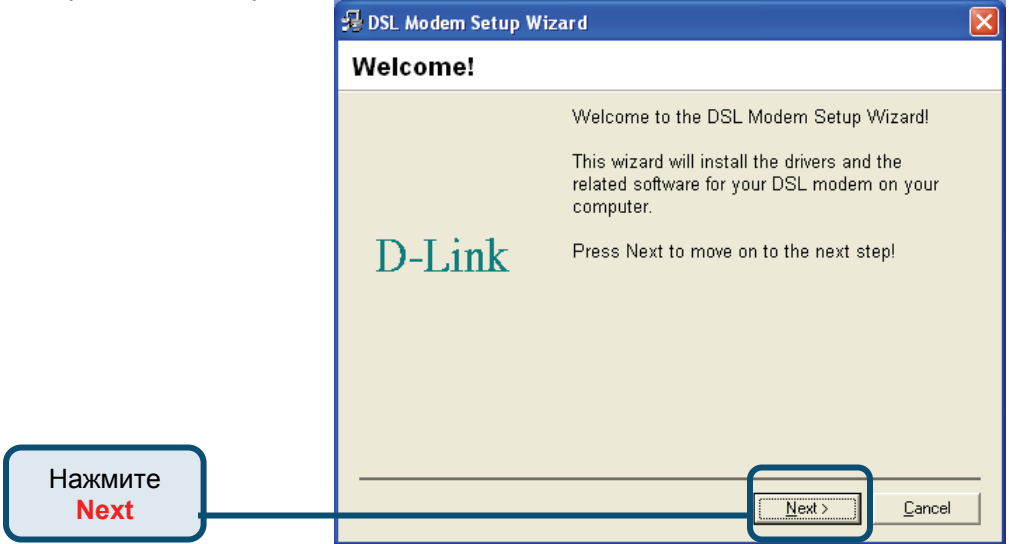 DSL Modem Setup Wizard
Welcome!
Welcome to the DSL Modem Setup Wizard!
This wizard will install the drivers and the
related software for your DSL modem on your
computer.
D-Link
Press Next to move on to the next step!
Нажмите
Next
Next >
Cancel